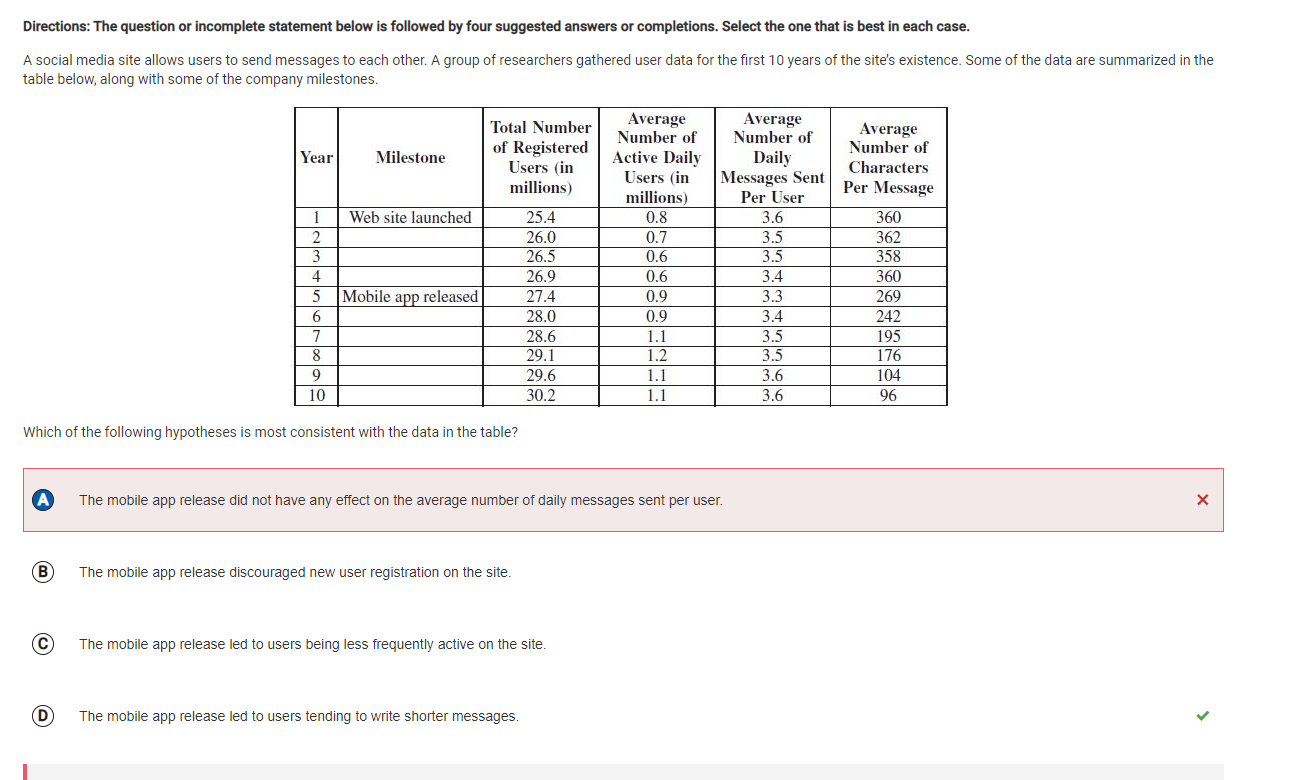 Directions: The question or incomplete statement below is followed by four suggested answers or completions. Select the one that is best in each case.
A social media site allows users to send messages to each other. A group of researchers gathered user data for the first 10 years of the site's existence. Some of the data are summarized in the
table below, along with some of the company milestones.
Year Milestone Total Number of Registered Users (in millions) Average Number of Active Daily Users (in millions) Average Number of Daily Messages Sent Per User Average Number of Characters Per Message
1 Web site launched 25.4 0.8 3.6 360
2 26.0 0.7 3.5 362
3 26.5 0.6 3.5 358
4 26.9 0.6 3.4 360
5 Mobile app released 27.4 0.9 3.3 269
6 28.0 0.9 3.4 242
7 28.6 1.1 3.5 195
8 29.1 1.2 3.5 176
9 29.6 1.1 3.6 104
10 30.2 1.1 3.6 96
Which of the following hypotheses is most consistent with the data in the table?
A The mobile app release did not have any effect on the average number of daily messages sent per user.
B The mobile app release discouraged new user registration on the site.
C The mobile app release led to users being less frequently active on the site.
D The mobile app release led to users tending to write shorter messages.